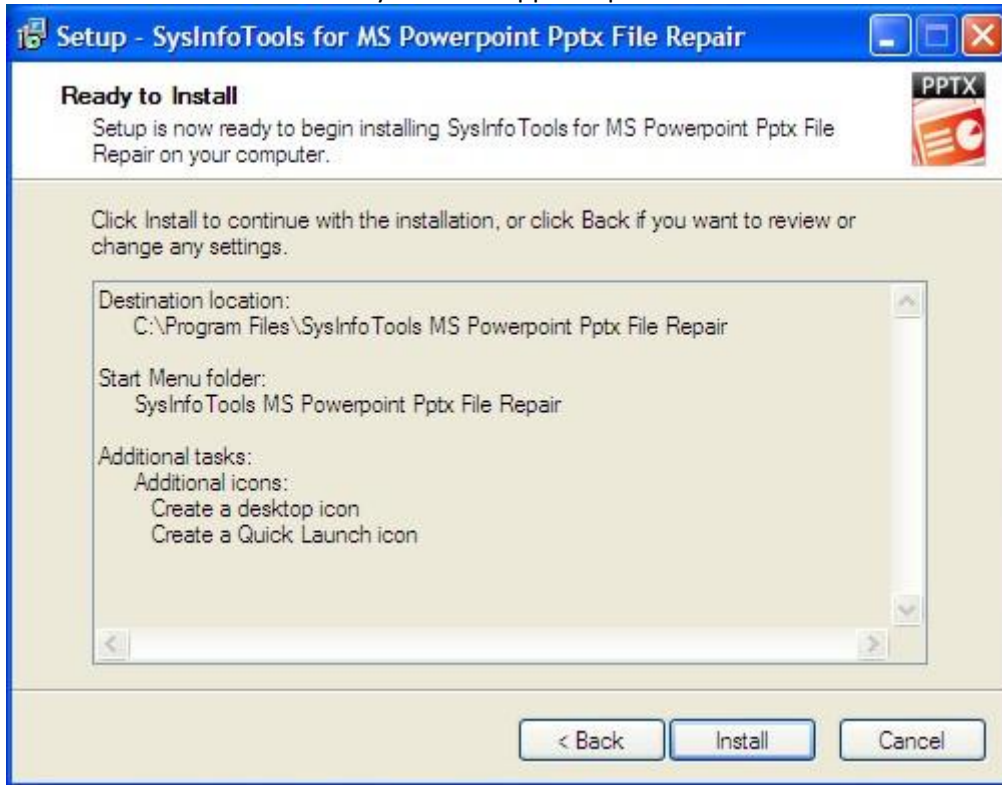 Setup - SysInfoTools for MS Powerpoint Pptx File Repair
PPTX
Ready to Install
Setup is now ready to begin installing SysInfoTools for MS Powerpoint Pptx File
Repair on your computer.
Click Install to continue with the installation, or click Back if you want to review or
change any settings.
Destination location:
C:\Program Files\SysInfoTools MS Powerpoint Pptx File Repair
Start Menu folder:
SysInfoTools MS Powerpoint Pptx File Repair
Additional tasks:
Additional icons:
Create a desktop icon
Create a Quick Launch icon
< Back
Install
Cancel